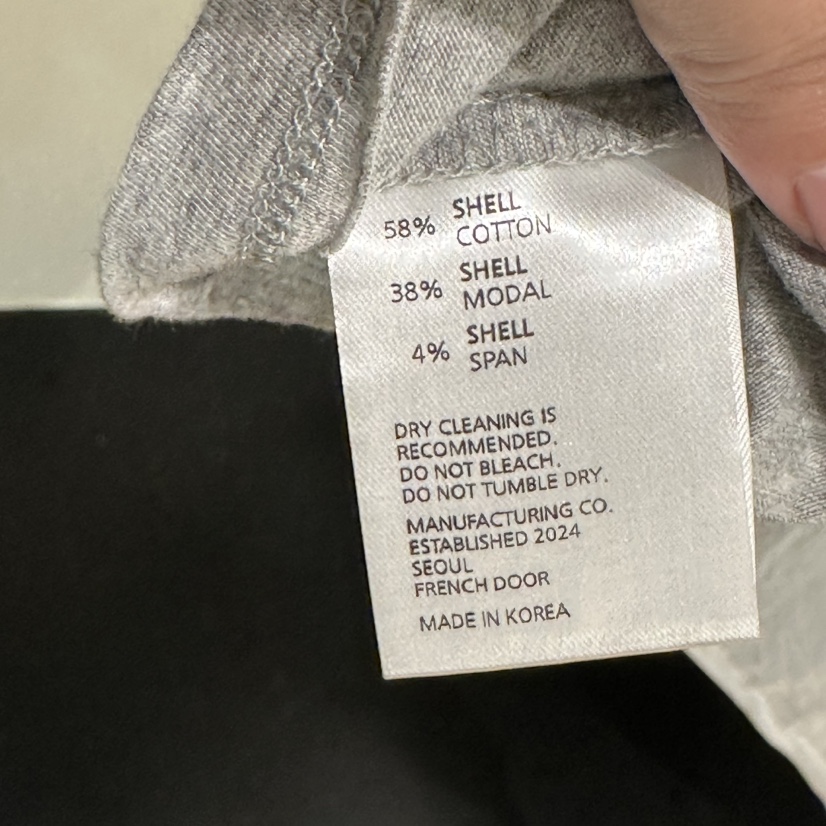 58% SHELL
COTTON
38% SHELL
MODAL
4% SHELL
SPAN
DRY CLEANING IS
RECOMMENDED.
DO NOT BLEACH.
DO NOT TUMBLE DRY.
MANUFACTURING CO.
ESTABLISHED 2024
SEOUL
FRENCH DOOR
MADE IN KOREA